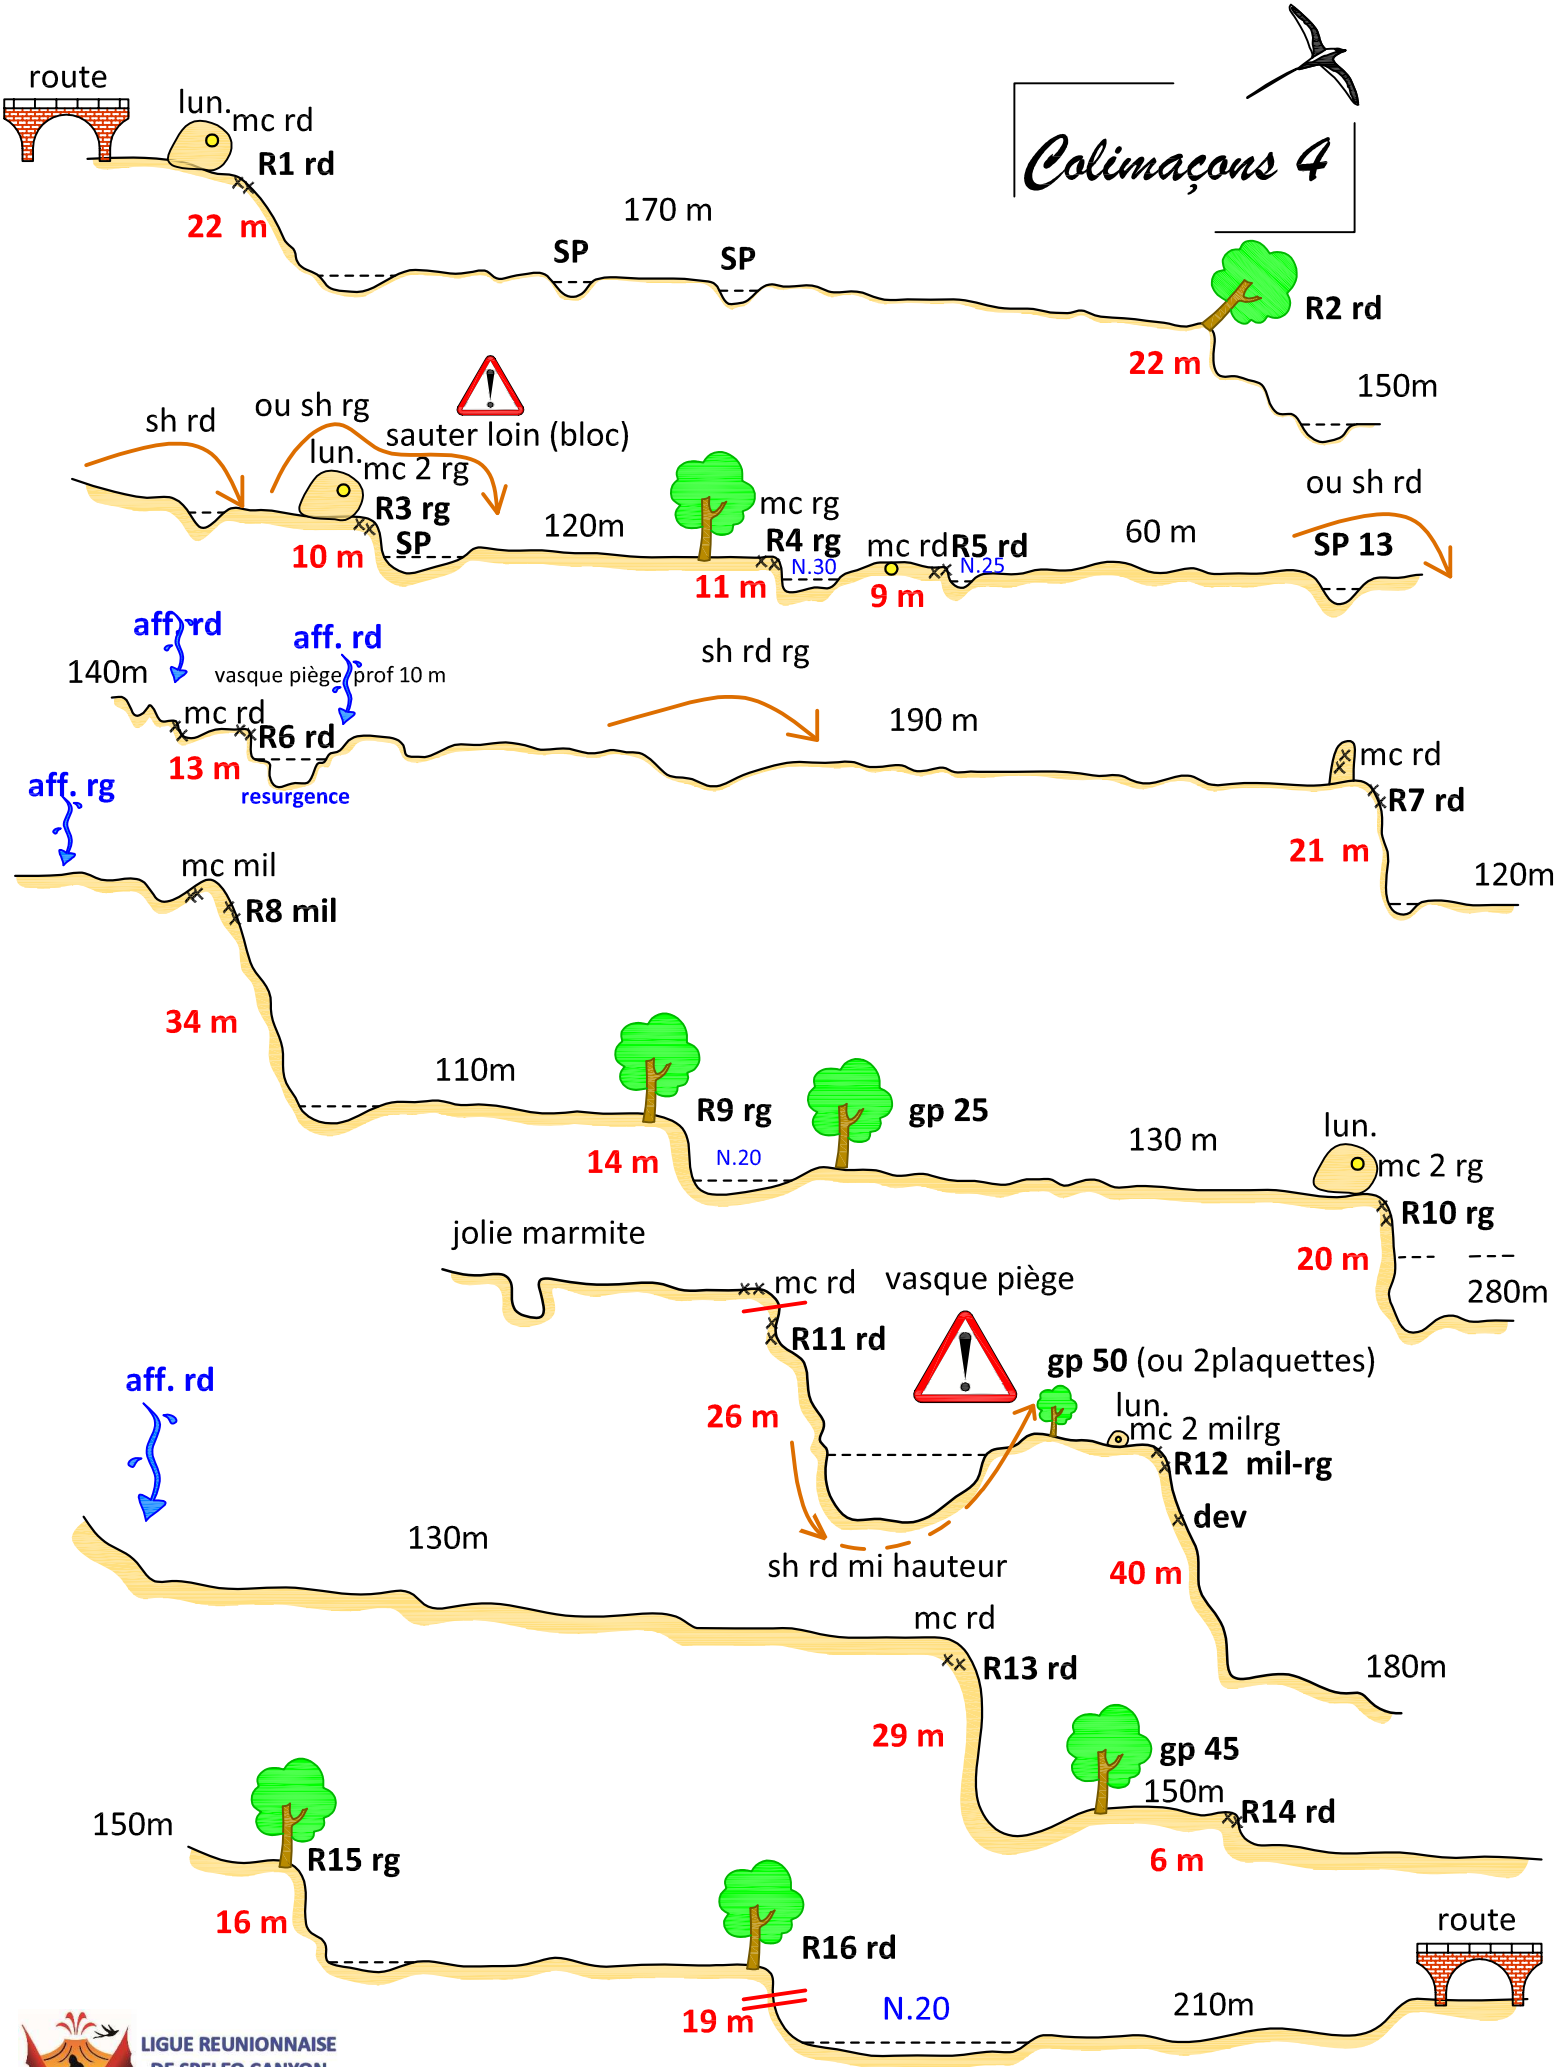 route
lun.
mc rd
R1 rd
22 m
170 m
SP
SP
Colimaçons 4
R2 rd
22 m
150m
sh rd
ou sh rg
sauter loin (bloc)
lun.
mc 2 rg
R3 rg
SP
10 m
120m
mc rg
R4 rg
N.30
11 m
mc rd
R5 rd
N.25
9 m
60 m
ou sh rd
SP 13
aff. rd
aff. rd
140m
vasque piège prof 10 m
mc rd
R6 rd
13 m
resurgence
sh rd rg
190 m
mc rd
R7 rd
21 m
120m
aff. rg
mc mil
R8 mil
34 m
110m
R9 rg
14 m
N.20
gp 25
130 m
lun.
mc 2 rg
R10 rg
20 m
280m
jolie marmite
mc rd
vasque piège
R11 rd
26 m
gp 50 (ou 2plaquettes)
lun.
mc 2 milrg
R12 mil-rg
dev
40 m
sh rd mi hauteur
180m
aff. rd
130m
mc rd
R13 rd
29 m
gp 45
150m
R14 rd
6 m
150m
R15 rg
16 m
R16 rd
19 m
N.20
210m
route
LIGUE REUNIONNAISE
DE SPELEO CANYON